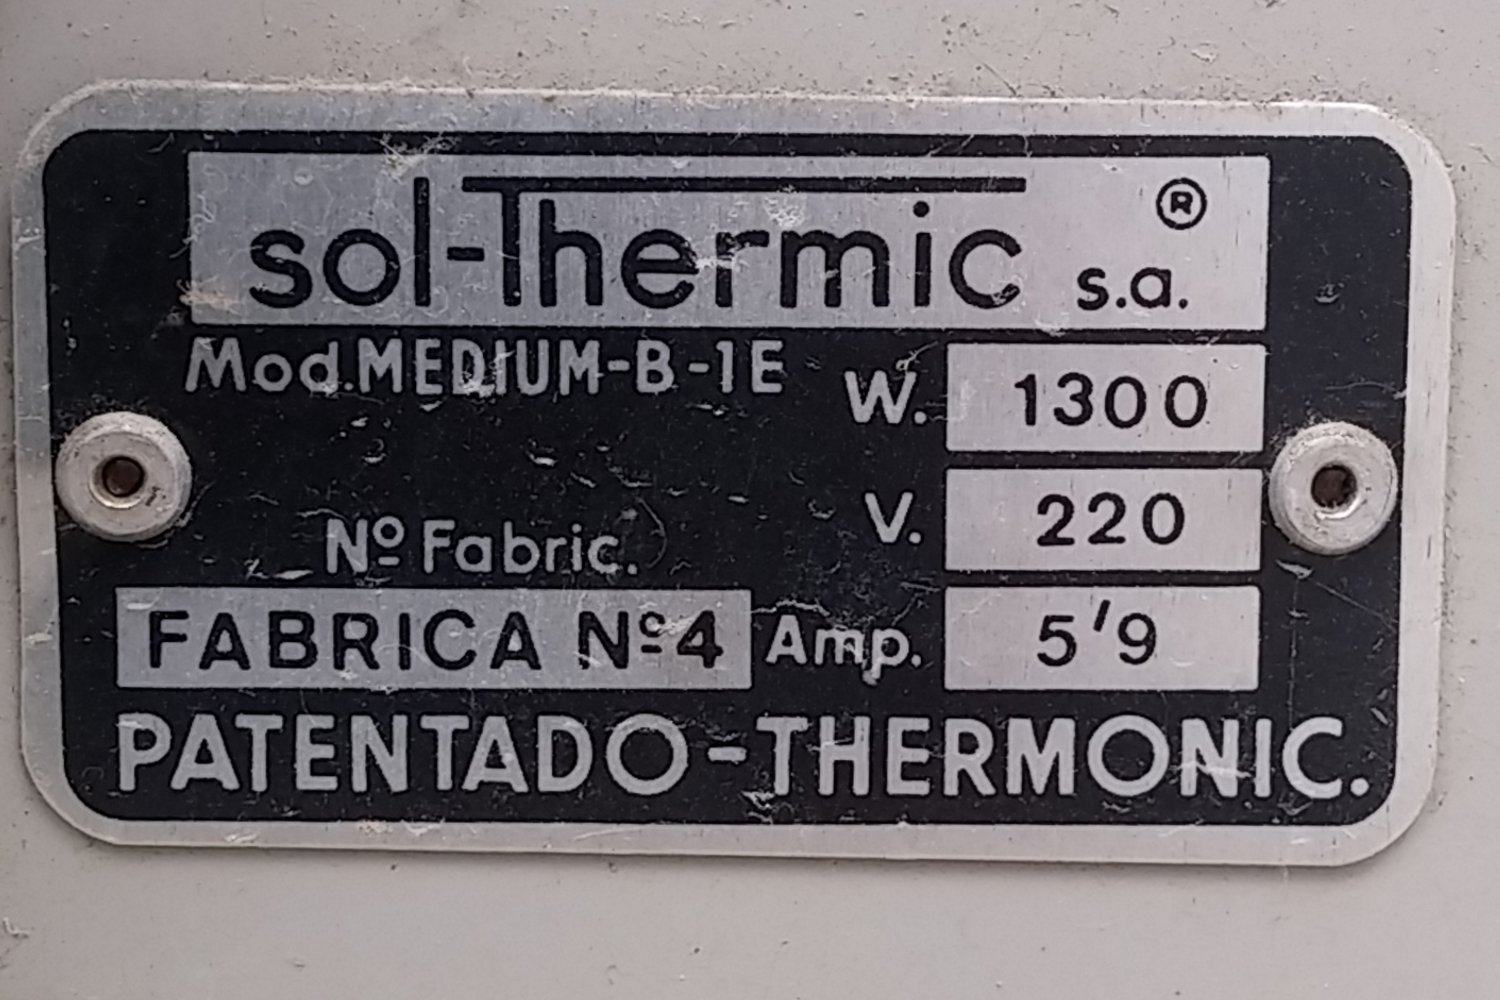 sol-Thermic s.a. ®
Mod. MEDIUM-B-1E
W. 1300
V. 220
Nº Fabric.
FABRICA Nº4
Amp. 5'9
PATENTADO-THERMONIC.